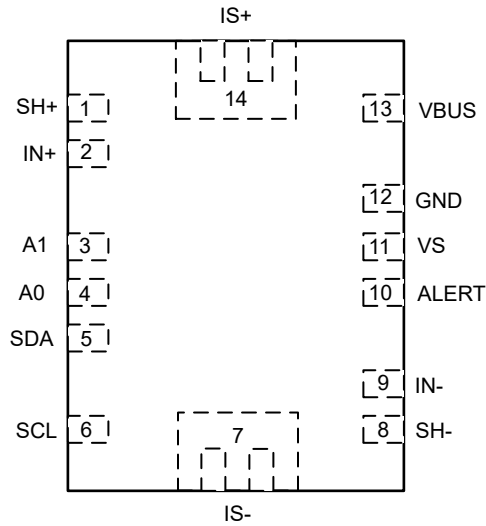 IS+
14
SH+ 1
13 VBUS
IN+ 2
12 GND
A1 3
11 VS
A0 4
10 ALERT
SDA 5
9 IN-
SCL 6
7
8 SH-
IS-